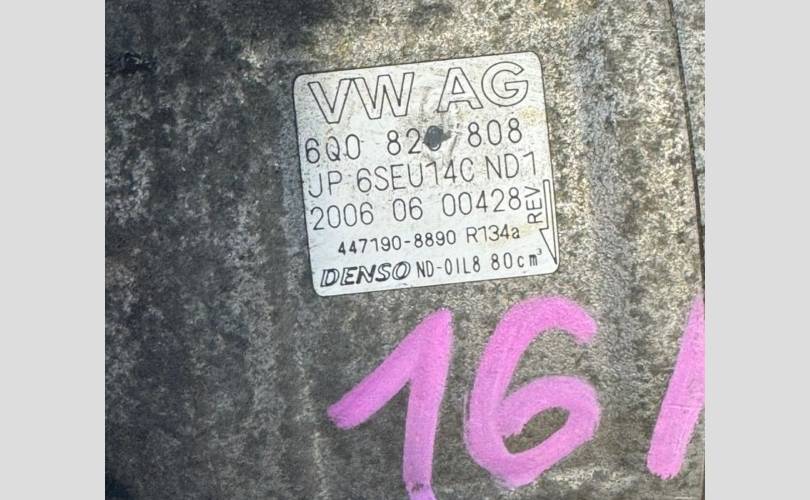 VW AG
6Q0 820 808
JP 6SEU14C ND1
2006 06 00428
REV
447190-8890 R134a
DENSO ND-OIL8 80cm³
16